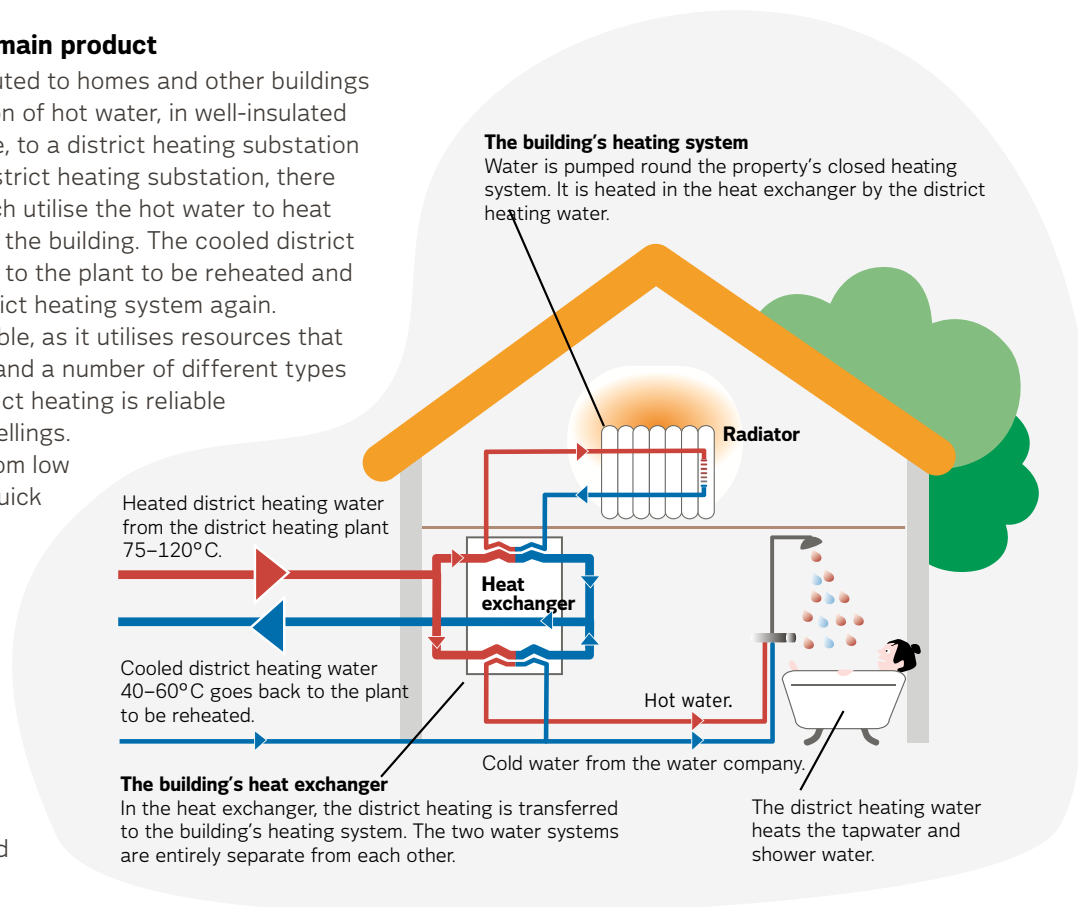 main product
uted to homes and other buildings
on of hot water, in well-insulated
e, to a district heating substation
strict heating substation, there
ch utilise the hot water to heat
the building. The cooled district
to the plant to be reheated and
rict heating system again.
ble, as it utilises resources that
and a number of different types
ct heating is reliable
ellings.
om low
uick
d
The building's heating system
Water is pumped round the property's closed heating
system. It is heated in the heat exchanger by the district
heating water.
Radiator
Heated district heating water
from the district heating plant
75–120°C.
Heat
exchanger
Cooled district heating water
40–60°C goes back to the plant
to be reheated.
Hot water.
Cold water from the water company.
The building's heat exchanger
In the heat exchanger, the district heating is transferred
to the building's heating system. The two water systems
are entirely separate from each other.
The district heating water
heats the tapwater and
shower water.